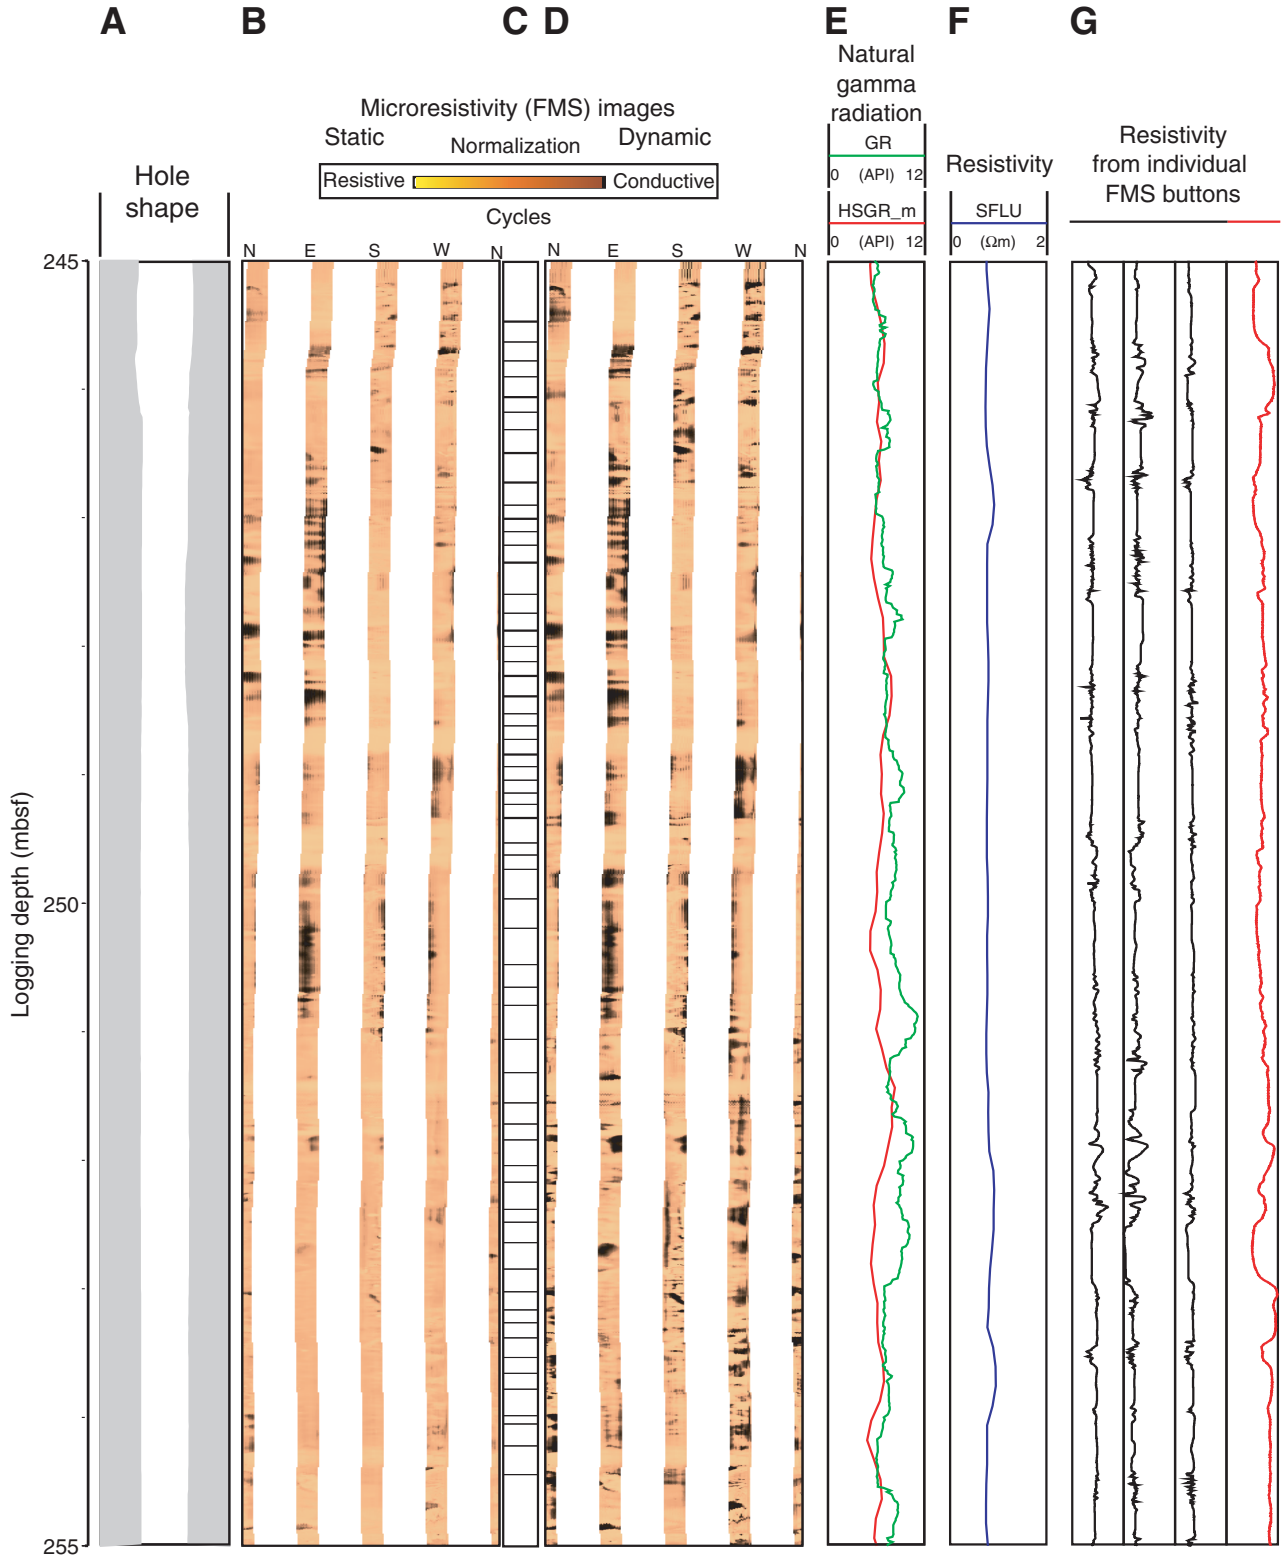 A B C D E F G
Natural
gamma
radiation
Microresistivity (FMS) images
Static Normalization Dynamic
Resistive Conductive
Cycles
Hole
shape
GR
0 (API) 12
HSGR_m
0 (API) 12
Resistivity
SFLU
0 (Ωm) 2
Resistivity
from individual
FMS buttons
N E S W N N E S W N
245
250
255
Logging depth (mbsf)